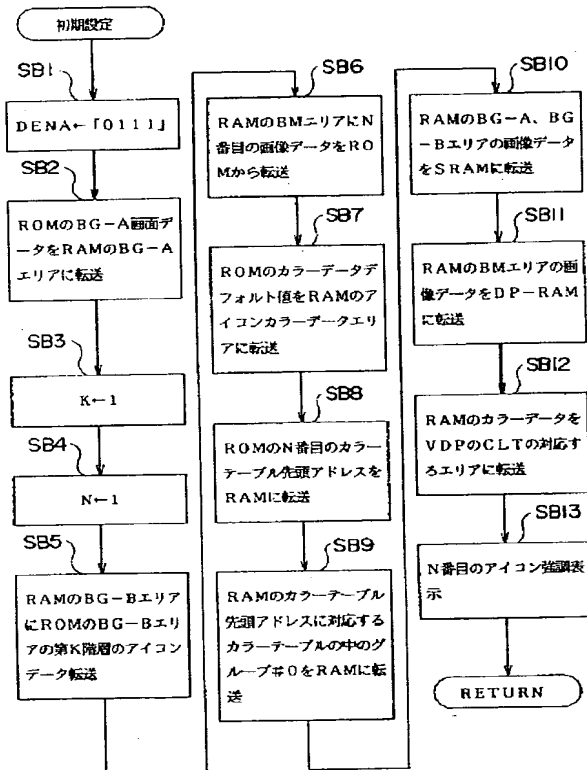 初期設定
SB1
DENA←「0111」
SB2
ROMのBG-A画面デ
ータをRAMのBG-A
エリアに転送
SB3
K←1
SB4
N←1
SB5
RAMのBG-Bエリア
にROMのBG-Bエリ
アの第K階層のアイコン
データ転送
SB6
RAMのBMエリアにN
番目の画像データをRO
Mから転送
SB7
ROMのカラーデータデ
フォルト値をRAMのア
イコンカラーデータエリ
アに転送
SB8
ROMのN番目のカラー
テーブル先頭アドレスを
RAMに転送
SB9
RAMのカラーテーブル
先頭アドレスに対応する
カラーテーブルの中のグ
ループ#0をRAMに転
送
SB10
RAMのBG-A、BG
-Bエリアの画像データ
をSRAMに転送
SB11
RAMのBMエリアの画
像データをDP-RAM
に転送
SB12
RAMのカラーデータを
VDPのCLTの対応す
るエリアに転送
SB13
N番目のアイコン強調表
示
RETURN